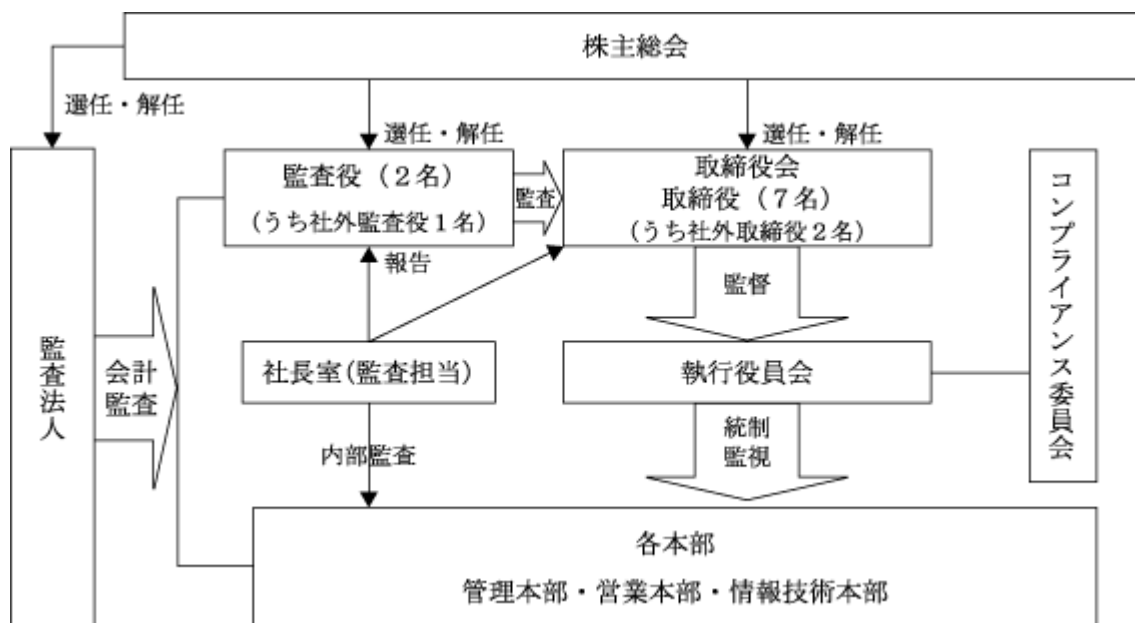 株主総会
選任・解任
選任・解任
選任・解任
監査役（２名）
(うち社外監査役１名)
監査
取締役会
取締役（７名）
(うち社外取締役２名)
コンプライアンス委員会
報告
監督
監査法人
会計
監査
社長室(監査担当)
執行役員会
内部監査
統制
監視
各本部
管理本部・営業本部・情報技術本部